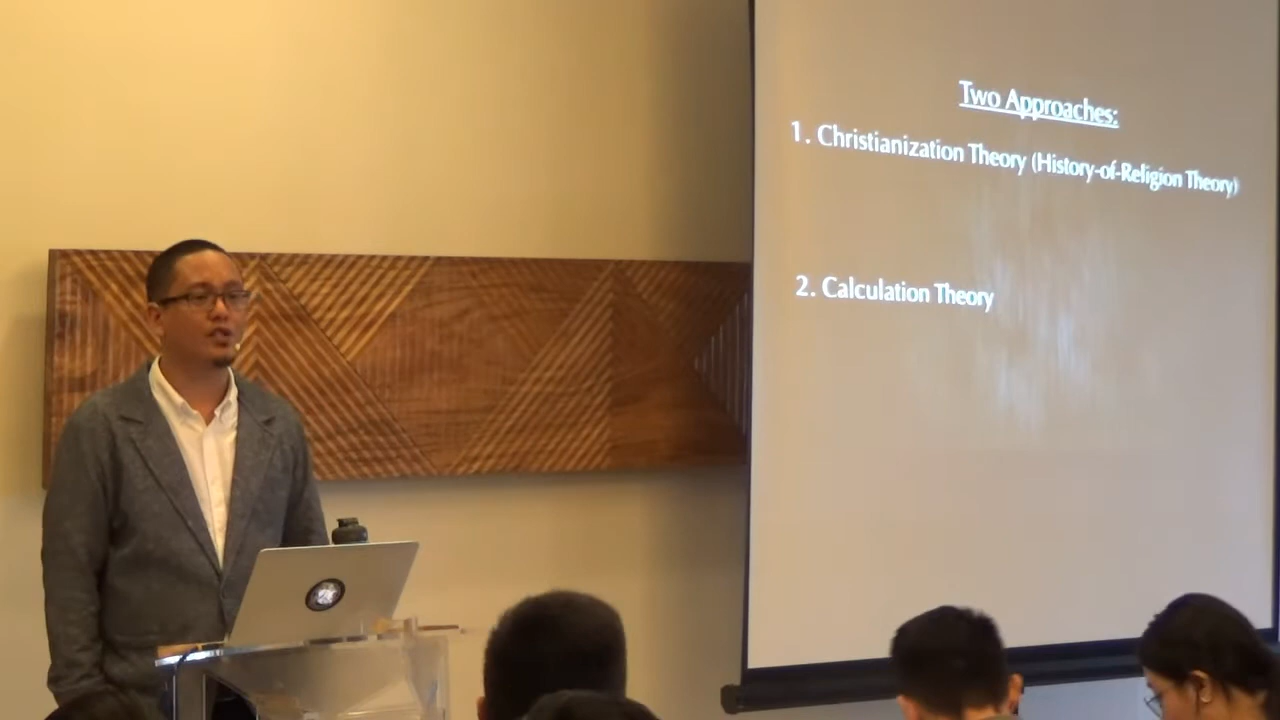 Two Approaches:
1. Christianization Theory (History-of-Religion Theory)
2. Calculation Theory